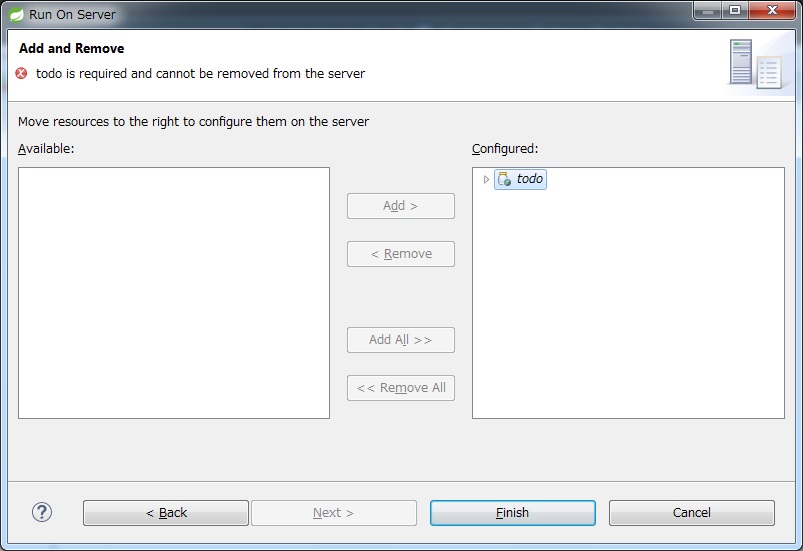 Run On Server
Add and Remove
todo is required and cannot be removed from the server
Move resources to the right to configure them on the server
Available:
Configured:
todo
Add >
< Remove
Add All >>
<< Remove All
? < Back Next > Finish Cancel